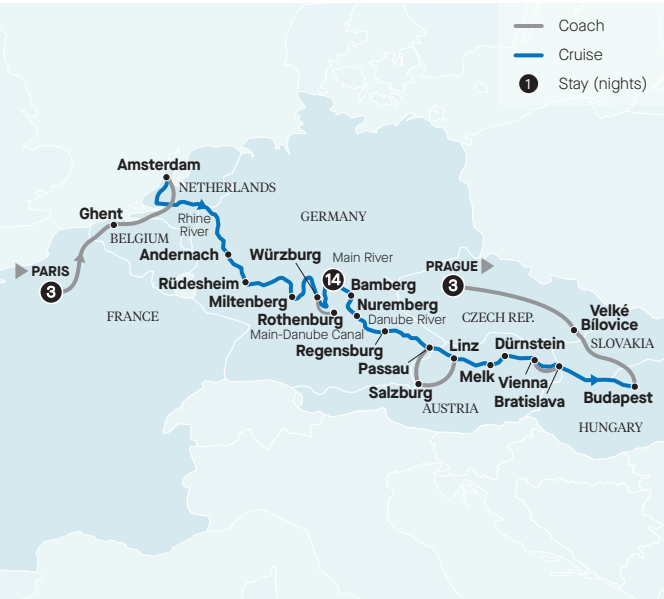 Coach
Cruise
1 Stay (nights)
Amsterdam
NETHERLANDS
Ghent
Rhine
River
GERMANY
BELGIUM
Andernach
Würzburg
Main River
PARIS
3
Rüdesheim
14
Bamberg
PRAGUE
3
Miltenberg
Nuremberg
FRANCE
Rothenburg
Danube River
CZECH REP.
Velké
Bílovice
Main-Danube Canal
Regensburg
Linz
Dürnstein
SLOVAKIA
Passau
Melk
Vienna
Salzburg
AUSTRIA
Bratislava
Budapest
HUNGARY